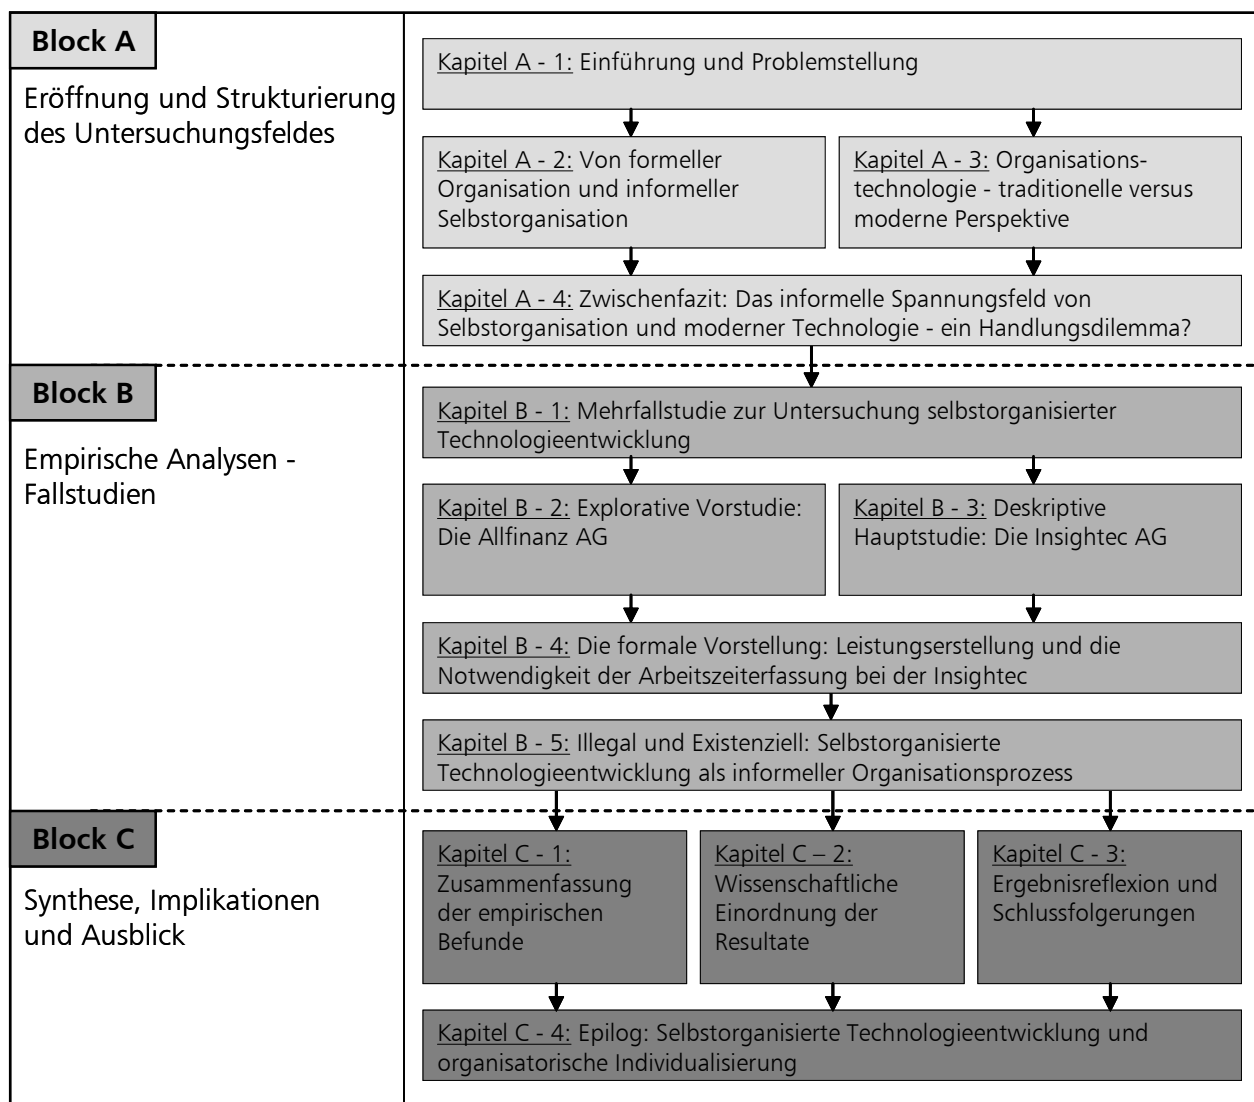 Block A
Eröffnung und Strukturierung
des Untersuchungsfeldes
Kapitel A - 1: Einführung und Problemstellung
Kapitel A - 2: Von formeller
Organisation und informeller
Selbstorganisation
Kapitel A - 3: Organisations-
technologie - traditionelle versus
moderne Perspektive
Kapitel A - 4: Zwischenfazit: Das informelle Spannungsfeld von
Selbstorganisation und moderner Technologie - ein Handlungsdilemma?
Block B
Empirische Analysen -
Fallstudien
Kapitel B - 1: Mehrfallstudie zur Untersuchung selbstorganisierter
Technologieentwicklung
Kapitel B - 2: Explorative Vorstudie:
Die Allfinanz AG
Kapitel B - 3: Deskriptive
Hauptstudie: Die Insightec AG
Kapitel B - 4: Die formale Vorstellung: Leistungserstellung und die
Notwendigkeit der Arbeitszeiterfassung bei der Insightec
Kapitel B - 5: Illegal und Existenziell: Selbstorganisierte
Technologieentwicklung als informeller Organisationsprozess
Block C
Synthese, Implikationen
und Ausblick
Kapitel C - 1:
Zusammenfassung
der empirischen
Befunde
Kapitel C – 2:
Wissenschaftliche
Einordnung der
Resultate
Kapitel C - 3:
Ergebnisreflexion und
Schlussfolgerungen
Kapitel C - 4: Epilog: Selbstorganisierte Technologieentwicklung und
organisatorische Individualisierung